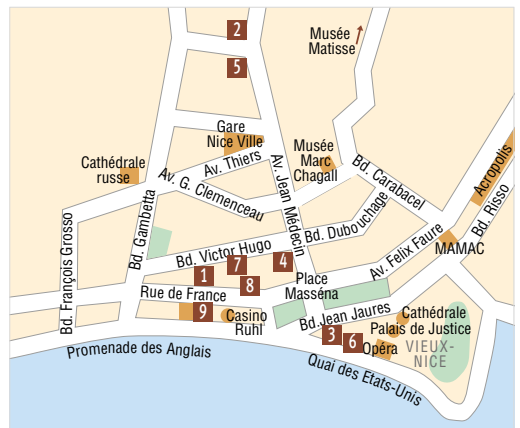 2
Musée
Matisse
5
Gare
Nice Ville
Musée
Marc
Chagall
Cathédrale
russe
Av. Thiers
Av. G. Clemenceau
Av. Jean Médecin
Bd. Carabacel
Acropolis
Bd. Risso
Bd. François Grosso
Bd. Gambetta
Bd. Victor Hugo
Bd. Dubouchage
Av. Felix Faure
MAMAC
1
7
4
8
Place
Masséna
Rue de France
9
Casino
Ruhl
Bd.Jean Jaures
3
6
Cathédrale
Palais de Justice
Opéra
VIEUX-
NICE
Promenade des Anglais
Quai des Etats-Unis